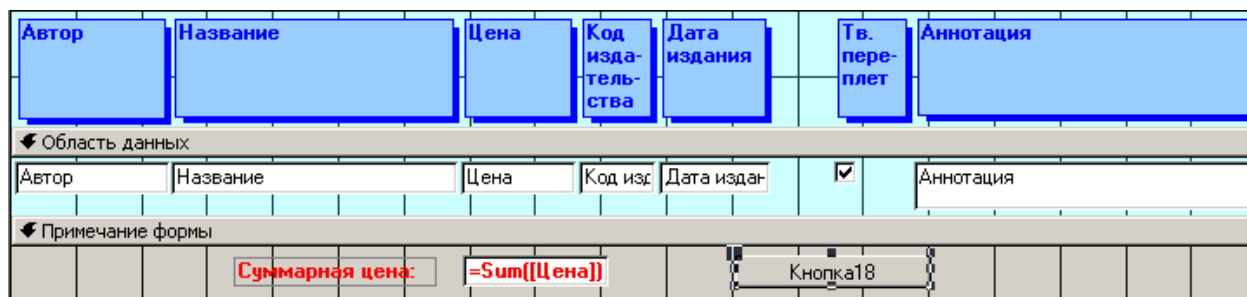 Автор
Название
Цена
Код
изда-
тель-
ства
Дата
издания
Тв.
пере-
плет
Аннотация
Область данных
Автор
Название
Цена
Код изд
Дата издан
Аннотация
Примечание формы
Суммарная цена:
=Sum([Цена])
Кнопка18